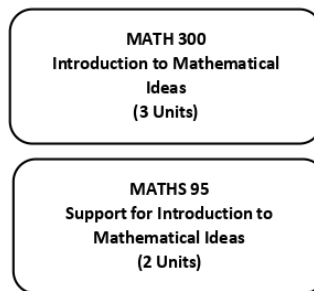 MATH 300
Introduction to Mathematical
Ideas
(3 Units)
MATHS 95
Support for Introduction to
Mathematical Ideas
(2 Units)